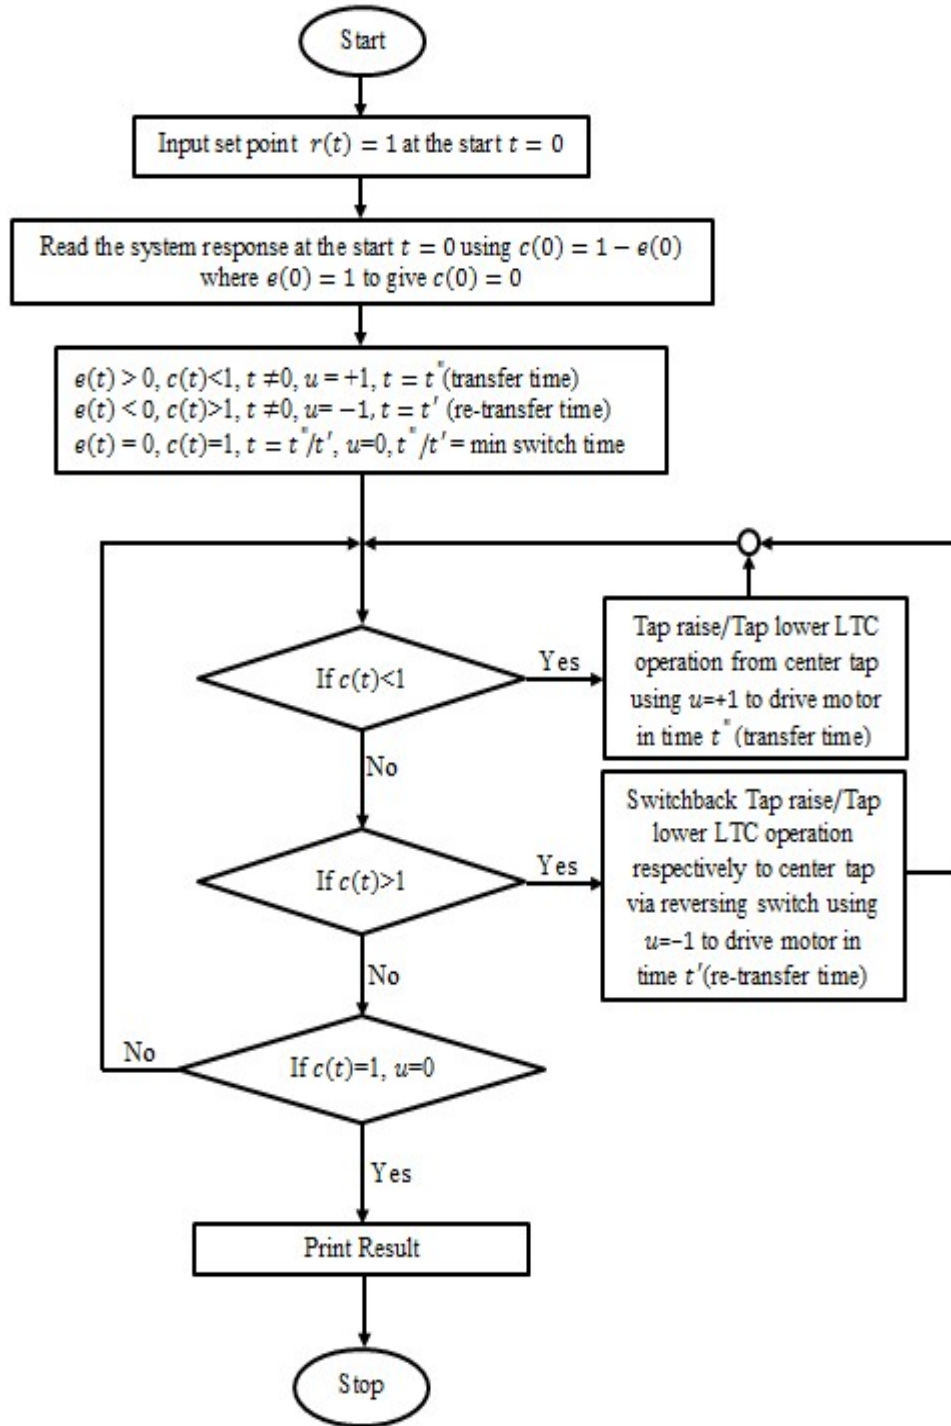 Start
Input set point r(t) = 1 at the start t = 0
Read the system response at the start t = 0 using c(0) = 1 − e(0)
where e(0) = 1 to give c(0) = 0
e(t) > 0, c(t)<1, t ≠0, u = +1, t = t"(transfer time)
e(t) < 0, c(t)>1, t ≠0, u= −1, t = t′ (re-transfer time)
e(t) = 0, c(t)=1, t = t"/t′, u=0, t"/t′ = min switch time
If c(t)<1
Yes
Tap raise/Tap lower LTC
operation from center tap
using u=+1 to drive motor
in time t" (transfer time)
No
If c(t)>1
Yes
Switchback Tap raise/Tap
lower LTC operation
respectively to center tap
via reversing switch using
u=−1 to drive motor in
time t′(re-transfer time)
No
If c(t)=1, u=0
No
Yes
Print Result
Stop